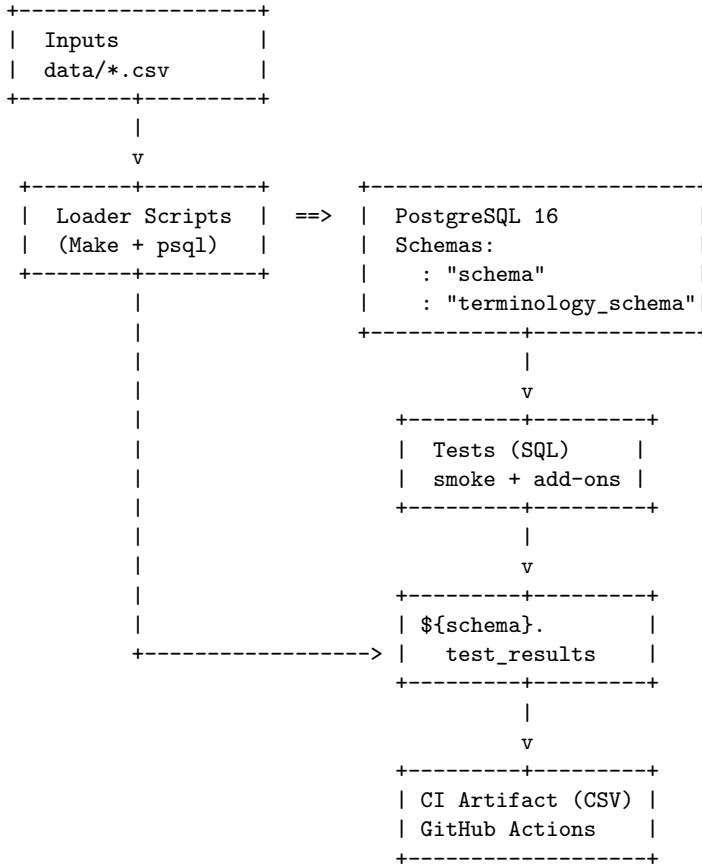 Inputs
data/*.csv
Loader Scripts ==> PostgreSQL 16
(Make + psql) Schemas:
: "schema"
: "terminology_schema"
Tests (SQL)
smoke + add-ons
${schema}.
test_results
CI Artifact (CSV)
GitHub Actions